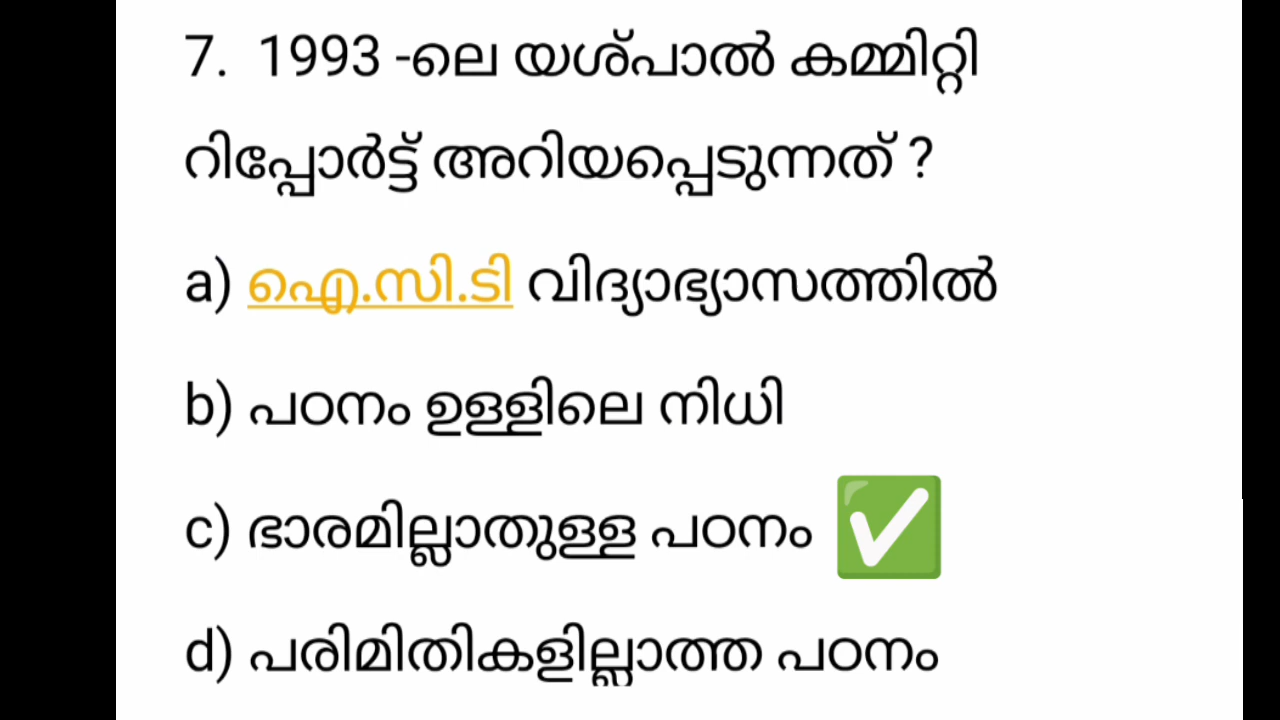 7. 1993 -ലെ യശ്പാൽ കമ്മിറ്റി
റിപ്പോർട്ട് അറിയപ്പെടുന്നത് ?
a) ഐ.സി.ടി വിദ്യാഭ്യാസത്തിൽ
b) പഠനം ഉള്ളിലെ നിധി
c) ഭാരമില്ലാതുള്ള പഠനം ✅
d) പരിമിതികളില്ലാത്ത പഠനം